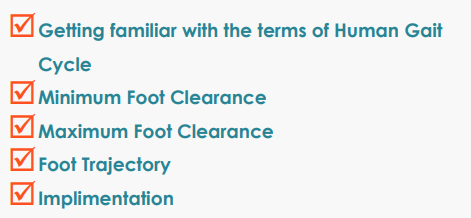 Getting familiar with the terms of Human Gait
Cycle
Minimum Foot Clearance
Maximum Foot Clearance
Foot Trajectory
Implimentation